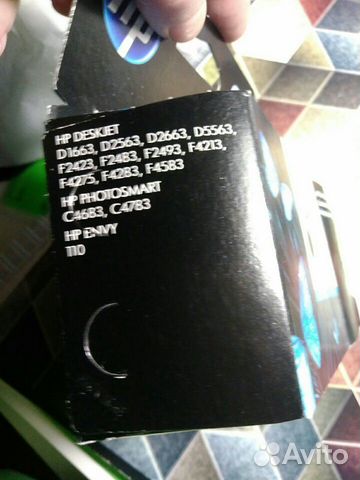 hp
HP DESKJET
D1663, D2563, D2663, D5563,
F2423, F2483, F2493, F4213,
F4275, F4283, F4583
HP PHOTOSMART
C4683, C4783
HP ENVY
110
Avito